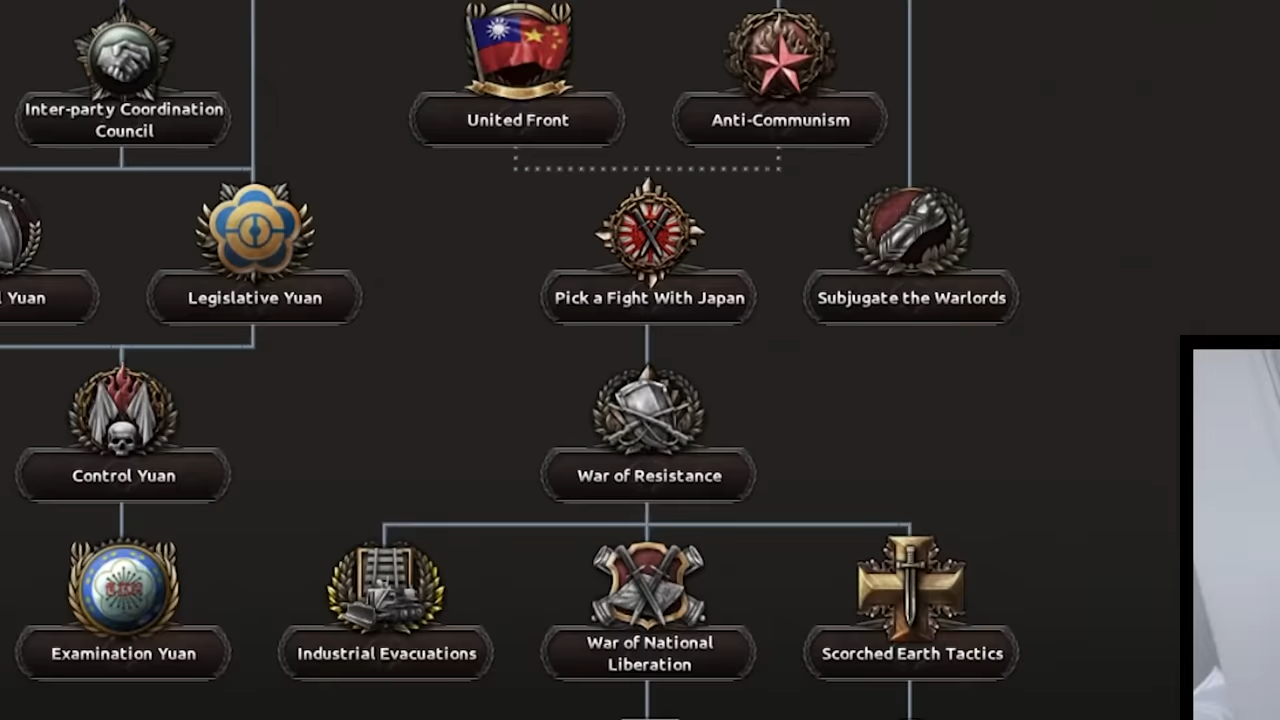 Inter-party Coordination
Council
United Front
Anti-Communism
Yuan
Legislative Yuan
Pick a Fight With Japan
Subjugate the Warlords
Control Yuan
War of Resistance
Examination Yuan
Industrial Evacuations
War of National
Liberation
Scorched Earth Tactics